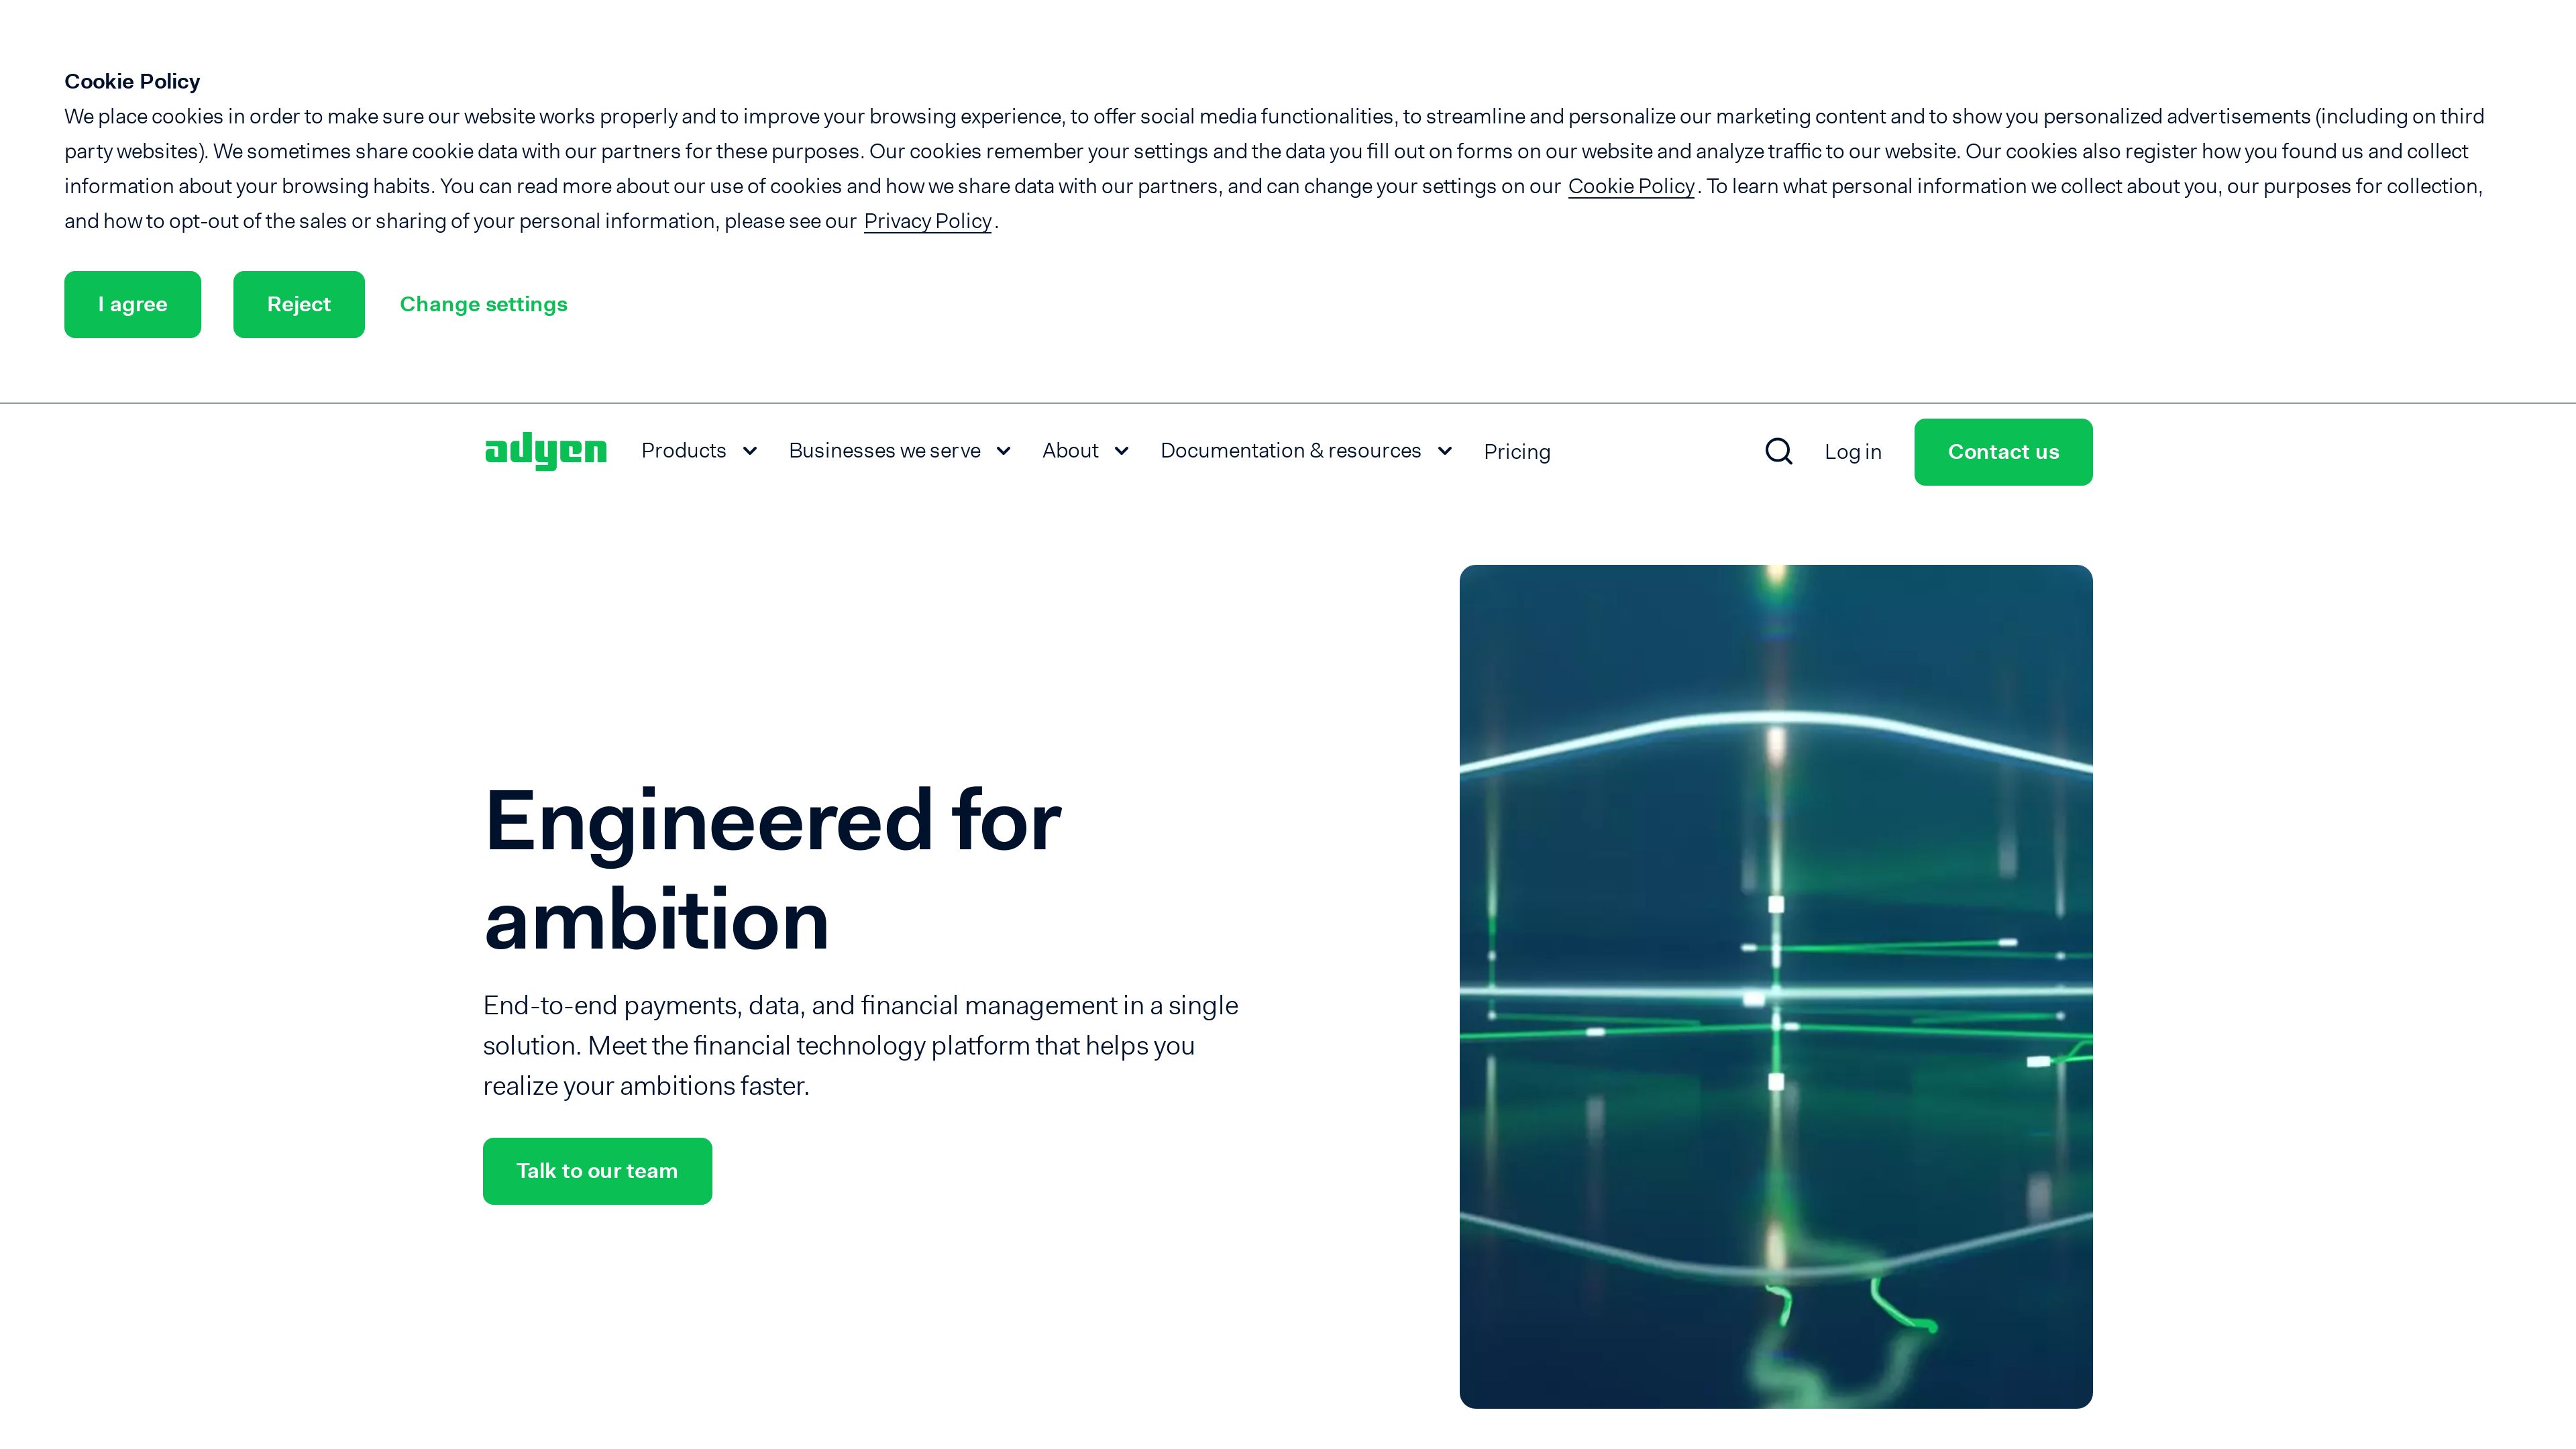 Cookie Policy
We place cookies in order to make sure our website works properly and to improve your browsing experience, to offer social media functionalities, to streamline and personalize our marketing content and to show you personalized advertisements (including on third
party websites). We sometimes share cookie data with our partners for these purposes. Our cookies remember your settings and the data you fill out on forms on our website and analyze traffic to our website. Our cookies also register how you found us and collect
information about your browsing habits. You can read more about our use of cookies and how we share data with our partners, and can change your settings on our Cookie Policy. To learn what personal information we collect about you, our purposes for collection,
and how to opt-out of the sales or sharing of your personal information, please see our Privacy Policy.
I agree Reject Change settings
adyen Products Businesses we serve About Documentation & resources Pricing Log in Contact us
Engineered for
ambition
End-to-end payments, data, and financial management in a single
solution. Meet the financial technology platform that helps you
realize your ambitions faster.
Talk to our team